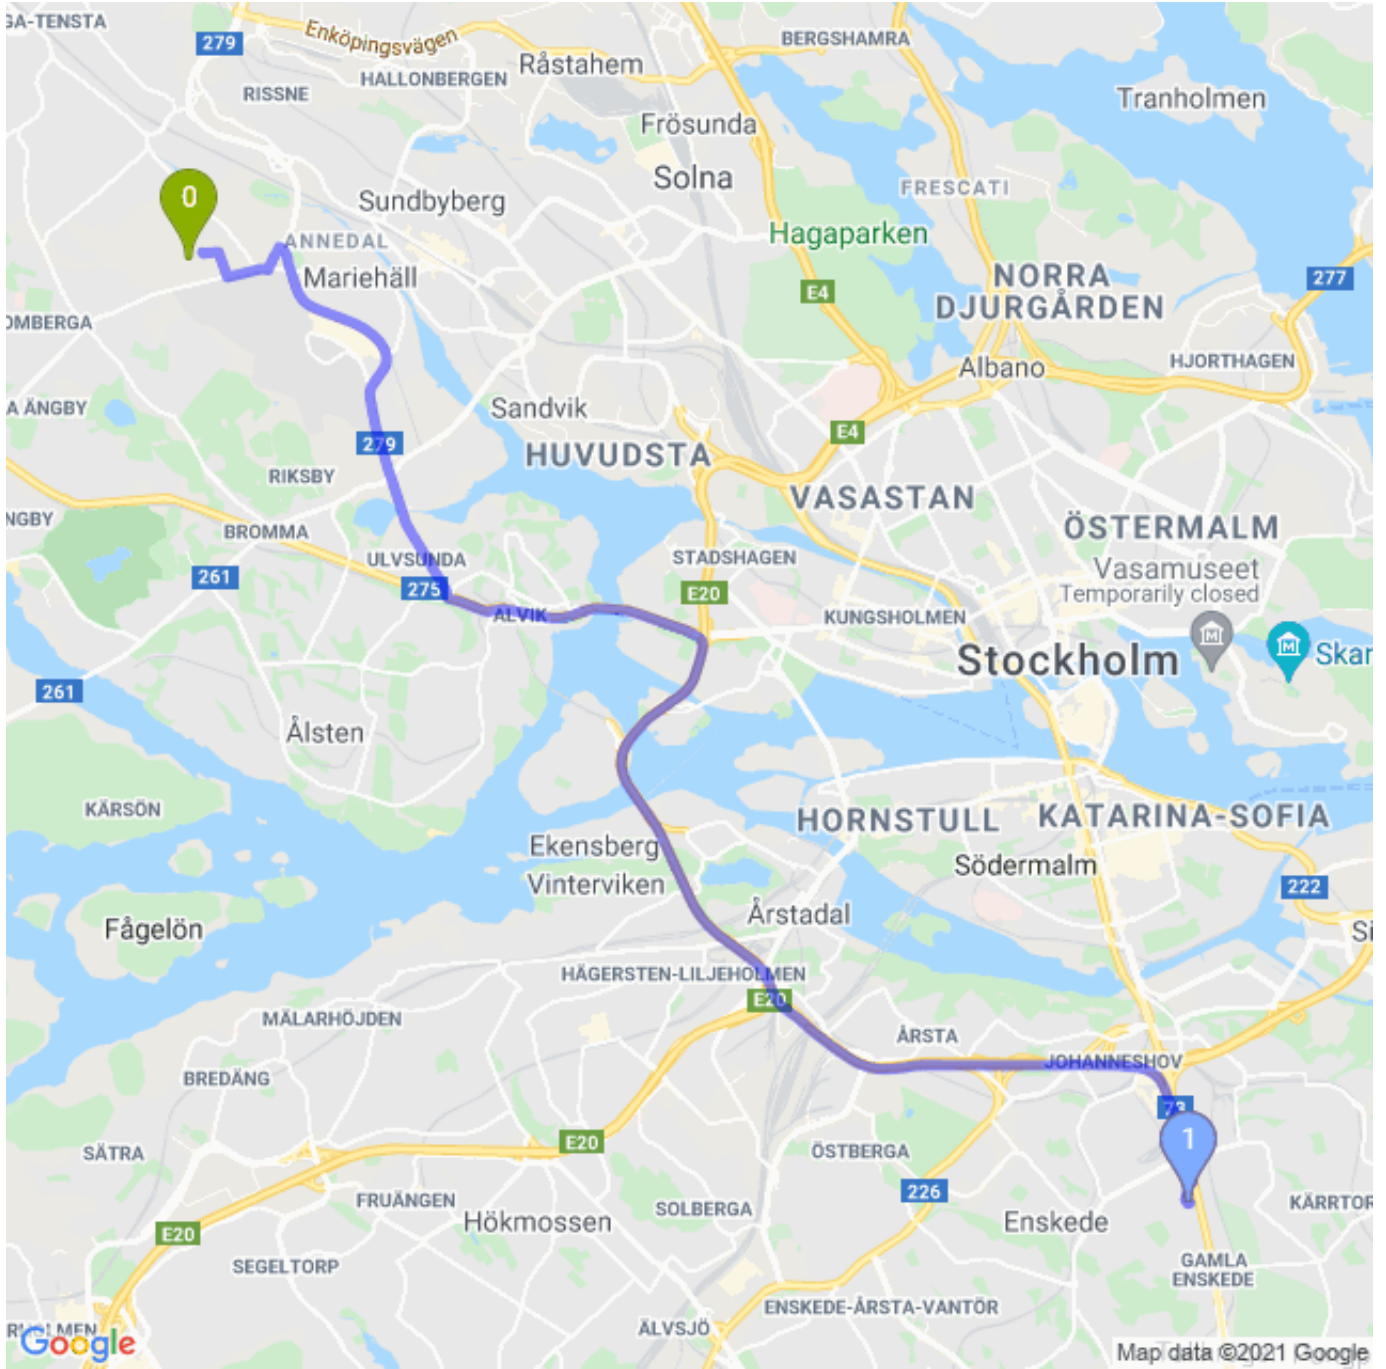 GA-TENSTA
279
Enköpingsvägen
BERGSHAMRA
HALLONBERGEN
Råstahem
RISSNE
Tranholmen
Frösunda
Solna
0
Sundbyberg
FRESCATI
ANNEDAL
Hagaparken
Mariehäll
NORRA
DJURGÅRDEN
277
E4
OMBERGA
HJORTHAGEN
Albano
A ÄNGBY
Sandvik
E4
279
HUVUDSTA
RIKSBY
VASASTAN
NGBY
BROMMA
ÖSTERMALM
ULVSUNDA
STADSHAGEN
Vasamuseet
Temporarily closed
261
275
E20
ALVIK
KUNGSHOLMEN
Stockholm
Skar
261
Ålsten
KÄRSÖN
HORNSTULL
KATARINA-SOFIA
Ekensberg
Vinterviken
Södermalm
222
Årstadal
Fågelön
Si
HÄGERSTEN-LILJEHOLMEN
E20
MÄLARHÖJDEN
ÅRSTA
JOHANNESHOV
BREDÄNG
73
1
E20
SÄTRA
ÖSTBERGA
226
FRUÄNGEN
KÄRRTOR
SOLBERGA
Hökmossen
Enskede
E20
SEGELTORP
GAMLA
ENSKEDE
ENSKEDE-ÅRSTA-VANTÖR
ÄLVSJÖ
HOLMEN
Google
Map data ©2021 Google